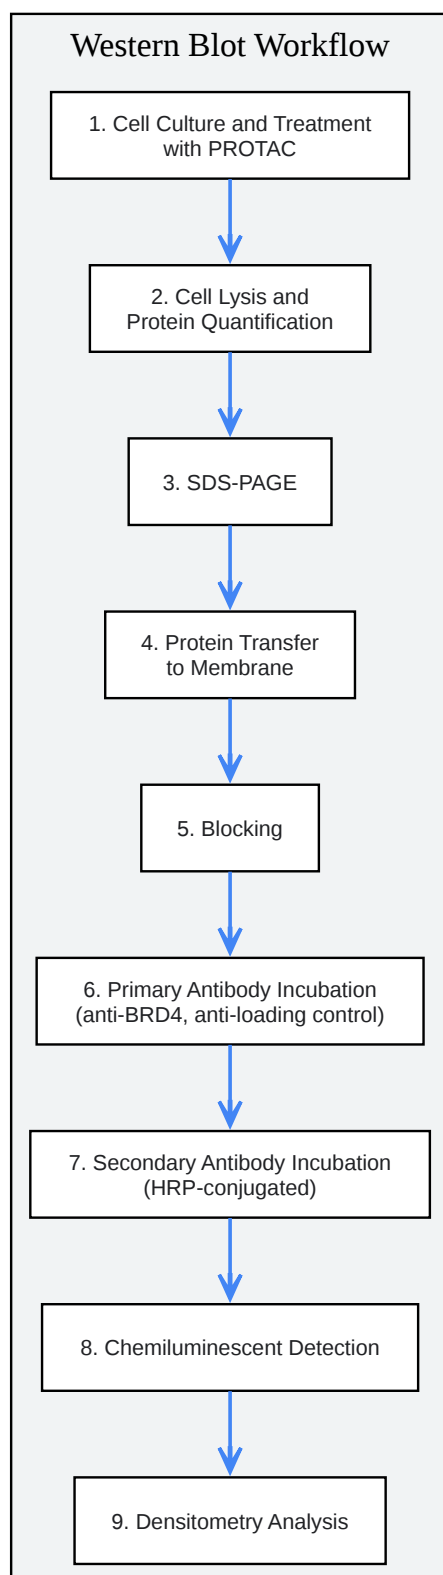 Western Blot Workflow
1. Cell Culture and Treatment
with PROTAC
2. Cell Lysis and
Protein Quantification
3. SDS-PAGE
4. Protein Transfer
to Membrane
5. Blocking
6. Primary Antibody Incubation
(anti-BRD4, anti-loading control)
7. Secondary Antibody Incubation
(HRP-conjugated)
8. Chemiluminescent Detection
9. Densitometry Analysis